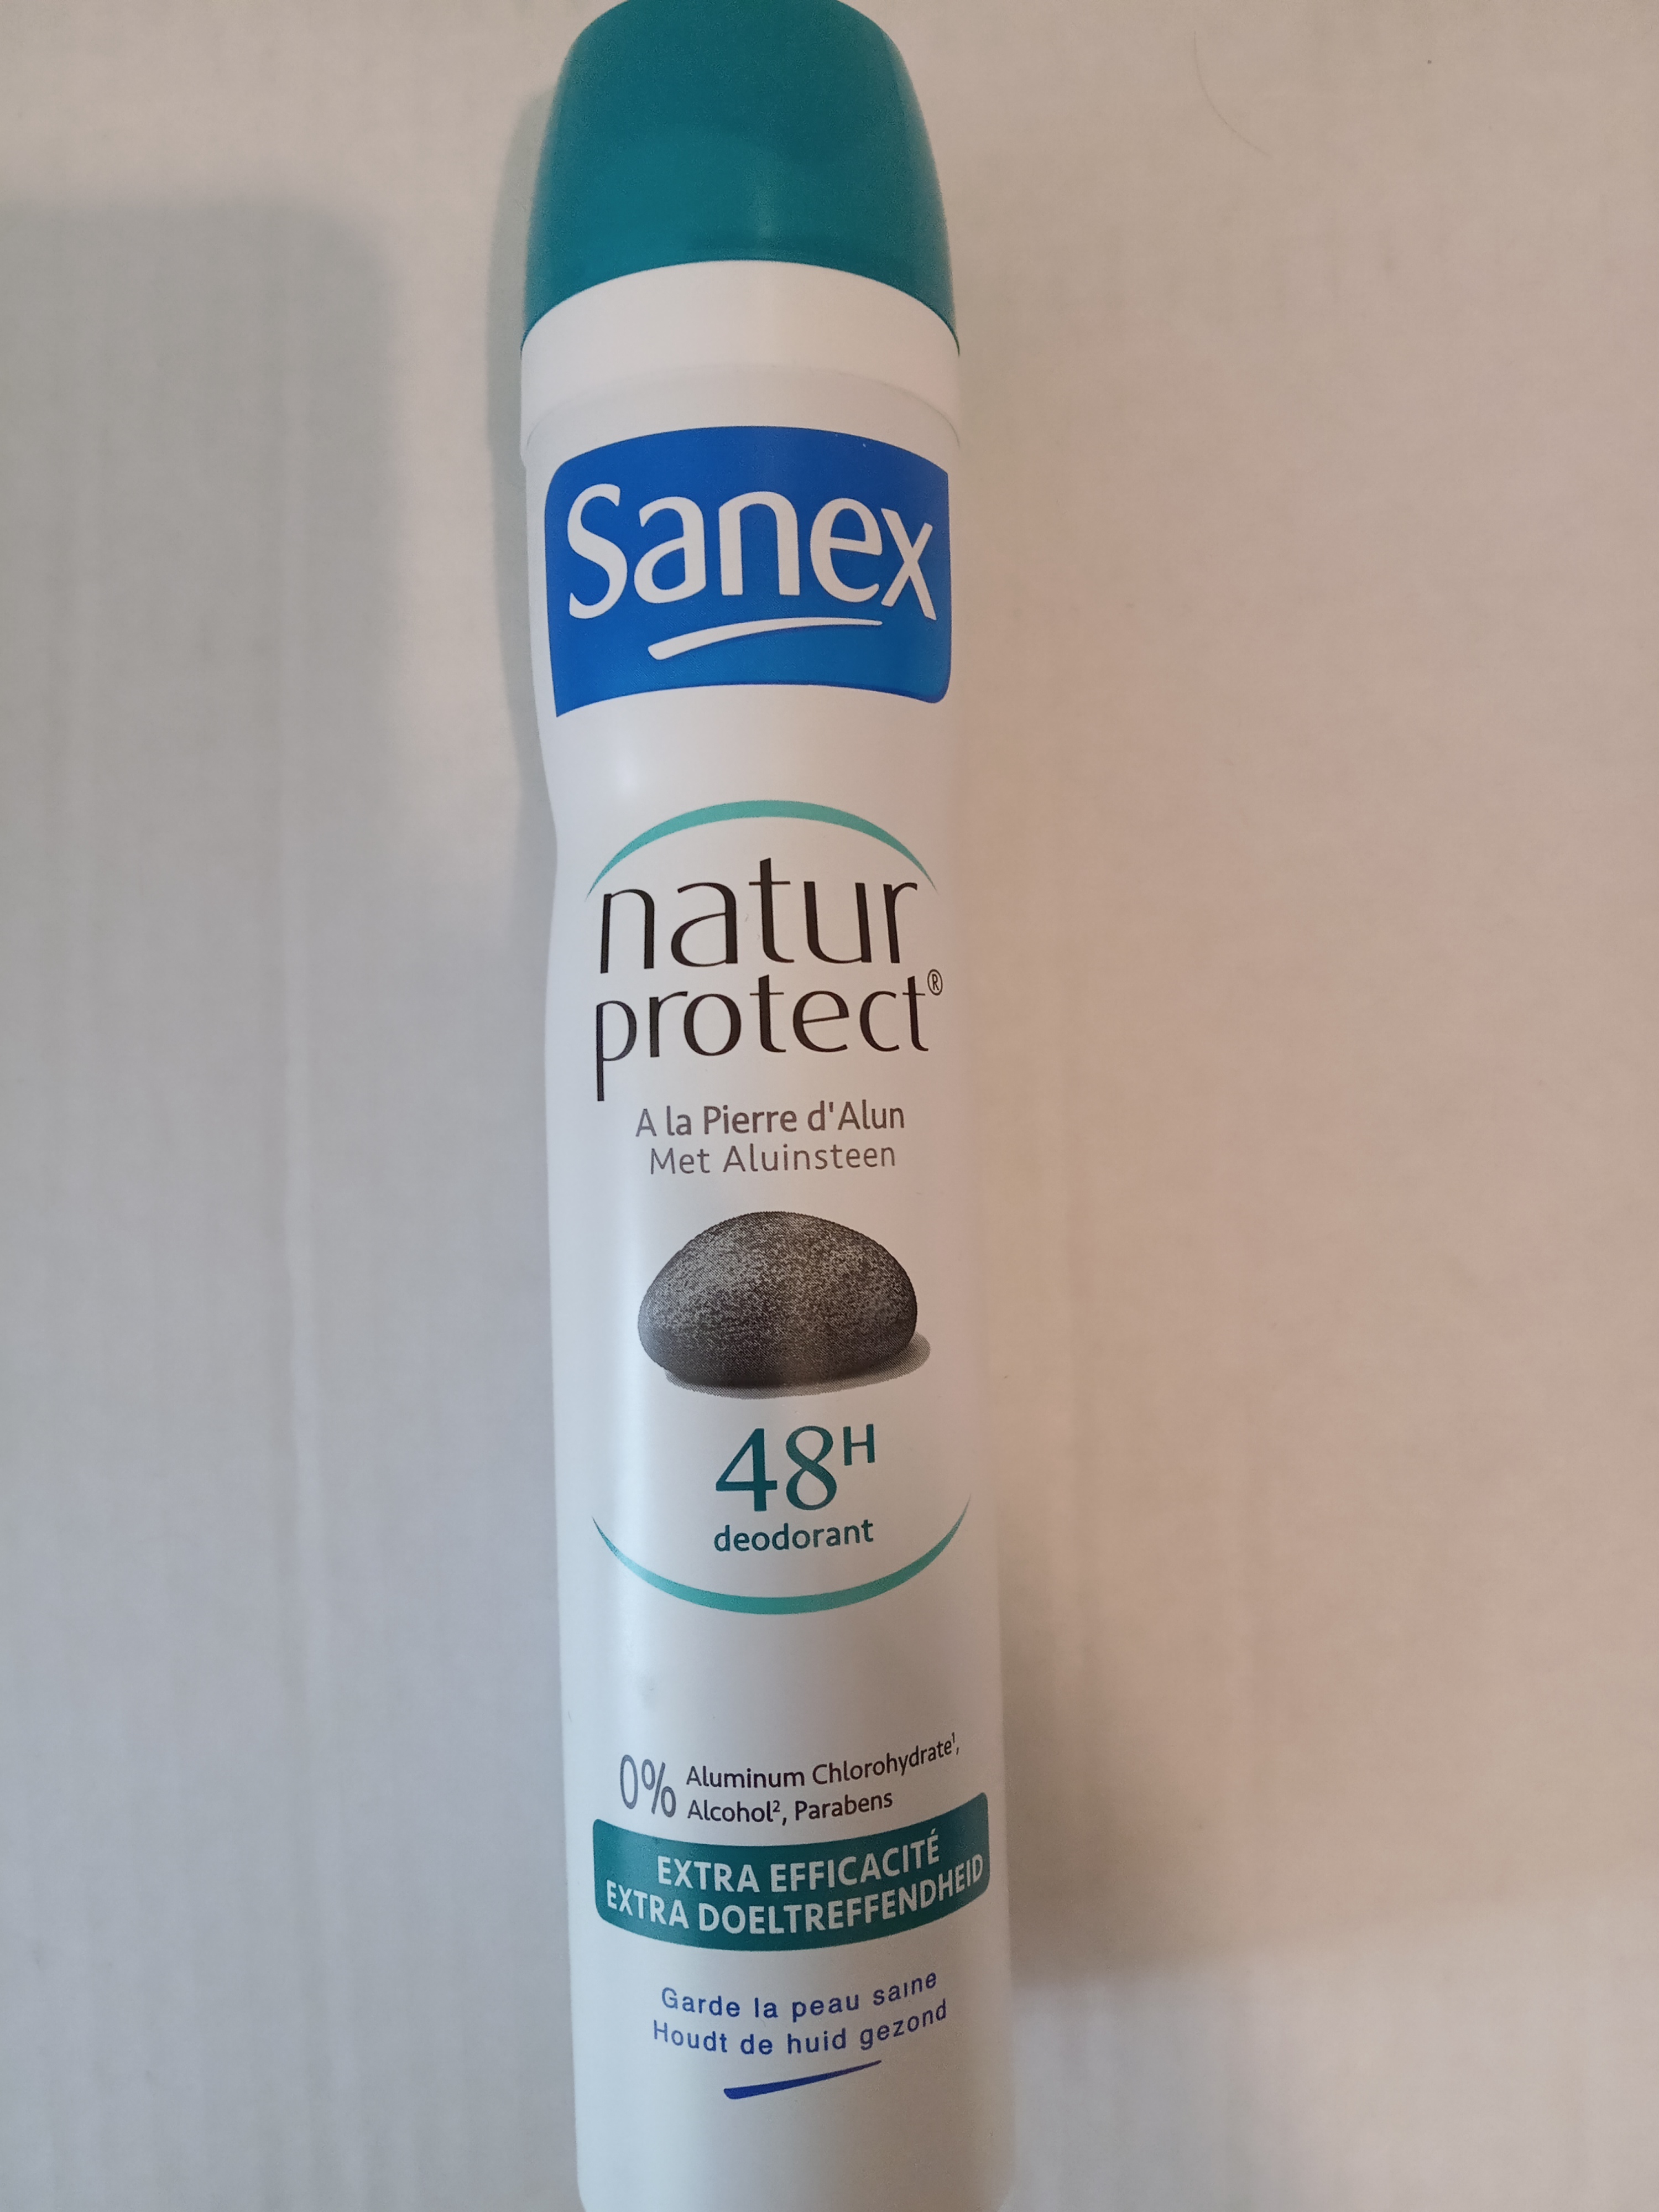 Sanex
natur
protect®
A la Pierre d'Alun
Met Aluinsteen
48H
deodorant
0% Aluminum Chlorohydrate¹,
Alcohol², Parabens
EXTRA EFFICACITÉ
EXTRA DOELTREFFENDHEID
Garde la peau saine
Houdt de huid gezond